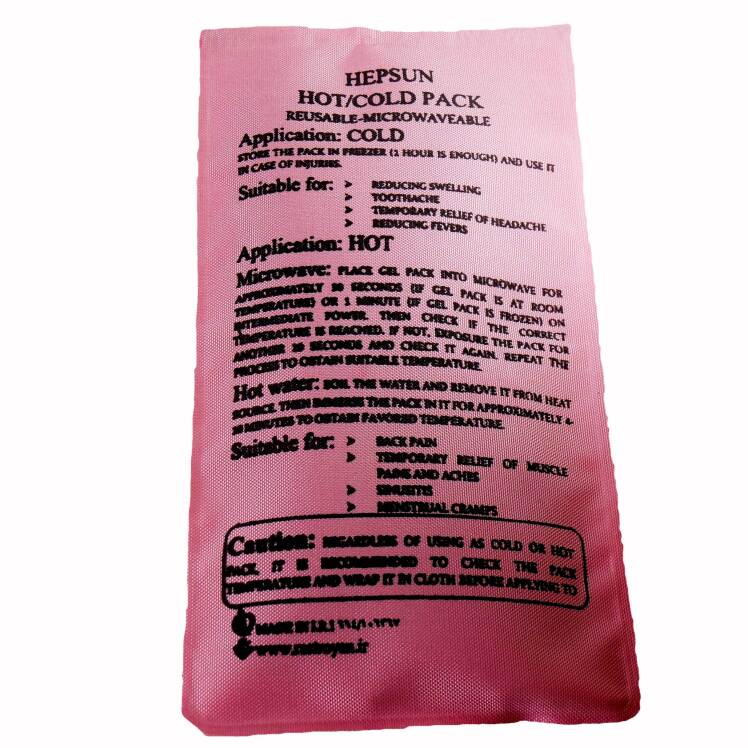 HEPSUN
HOT/COLD PACK
REUSABLE-MICROWAVEABLE
Application: COLD
STORE THE PACK IN FREEZER (2 HOUR IS ENOUGH) AND USE IT
IN CASE OF INJURIES.
Suitable for: ➤ REDUCING SWELLING
➤ TOOTHACHE
➤ TEMPORARY RELIEF OF HEADACHE
➤ REDUCING FEVERS
Application: HOT
Microwave: PLACE GEL PACK INTO MICROWAVE FOR
APPROXIMATELY SECONDS (IF GEL PACK IS AT ROOM
TEMPERATURE) OR 1 MINUTE (IF GEL PACK IS FROZEN) ON
INTERMEDIATE POWER. THEN CHECK IF THE CORRECT
TEMPERATURE IS REACHED. IF NOT, EXPOSURE THE PACK FOR
ANOTHER SECONDS AND CHECK IT AGAIN. REPEAT THE
PROCESS TO OBTAIN SUITABLE TEMPERATURE.
Hot water: BOIL THE WATER AND REMOVE IT FROM HEAT
SOURCE. THEN IMMERSE THE PACK IN IT FOR APPROXIMATELY
MINUTES TO OBTAIN FAVORED TEMPERATURE.
Suitable for: ➤ BACK PAIN
➤ TEMPORARY RELIEF OF MUSCLE
PAINS AND ACHES
➤ SINUSITIS
➤ MENSTRUAL CRAMPS
Caution: REGARDLESS OF USING AS COLD OR HOT
PACK, IT IS RECOMMENDED TO CHECK THE PACK
TEMPERATURE AND WRAP IT IN CLOTH BEFORE APPLYING TO
MADE IN I.R.I